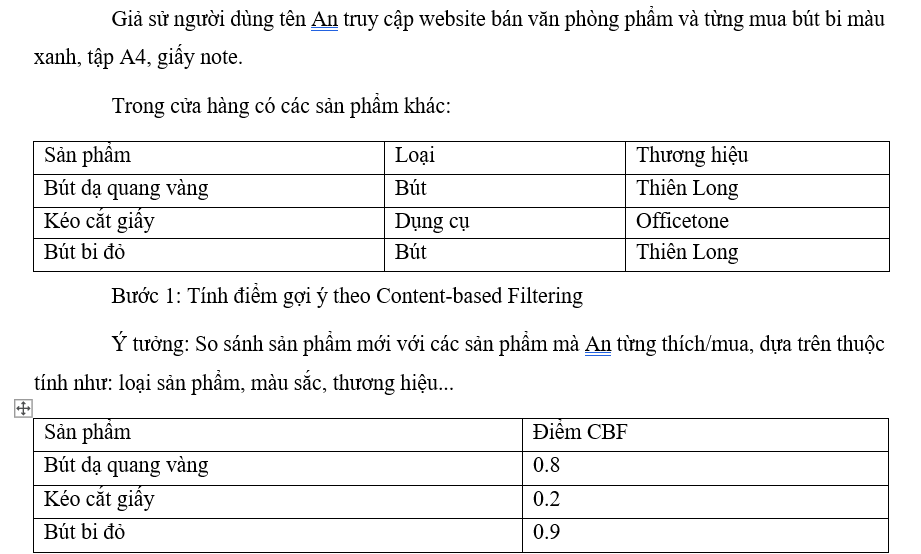 Giả sử người dùng tên An truy cập website bán văn phòng phẩm và từng mua bút bi màu
xanh, tập A4, giấy note.
Trong cửa hàng có các sản phẩm khác:
Sản phẩm Loại Thương hiệu
Bút dạ quang vàng Bút Thiên Long
Kéo cắt giấy Dụng cụ Officetone
Bút bi đỏ Bút Thiên Long
Bước 1: Tính điểm gợi ý theo Content-based Filtering
Ý tưởng: So sánh sản phẩm mới với các sản phẩm mà An từng thích/mua, dựa trên thuộc
tính như: loại sản phẩm, màu sắc, thương hiệu...
Sản phẩm Điểm CBF
Bút dạ quang vàng 0.8
Kéo cắt giấy 0.2
Bút bi đỏ 0.9